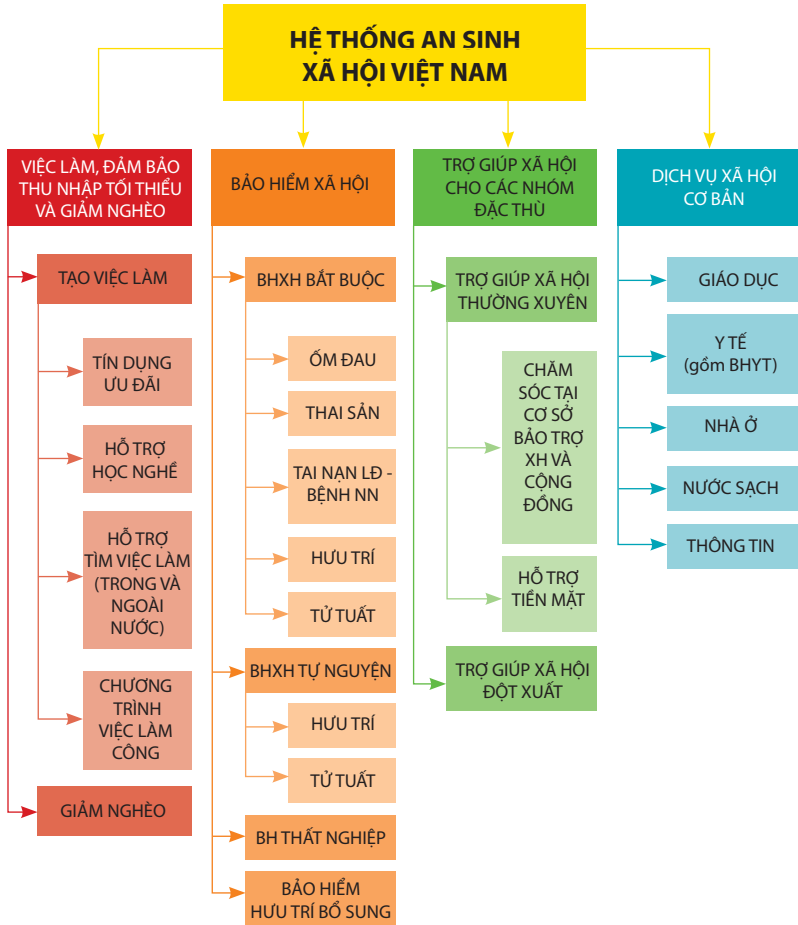 HỆ THỐNG AN SINH
XÃ HỘI VIỆT NAM
VIỆC LÀM, ĐẢM BẢO
THU NHẬP TỐI THIỂU
VÀ GIẢM NGHÈO
TẠO VIỆC LÀM
TÍN DỤNG
ƯU ĐÃI
HỖ TRỢ
HỌC NGHỀ
HỖ TRỢ
TÌM VIỆC LÀM
(TRONG VÀ
NGOÀI
NƯỚC)
CHƯƠNG
TRÌNH
VIỆC LÀM
CÔNG
GIẢM NGHÈO
BẢO HIỂM XÃ HỘI
BHXH BẮT BUỘC
ỐM ĐAU
THAI SẢN
TAI NẠN LĐ -
BỆNH NN
HƯU TRÍ
TỬ TUẤT
BHXH TỰ NGUYỆN
HƯU TRÍ
TỬ TUẤT
BH THẤT NGHIỆP
BẢO HIỂM
HƯU TRÍ BỔ SUNG
TRỢ GIÚP XÃ HỘI
CHO CÁC NHÓM
ĐẶC THÙ
TRỢ GIÚP XÃ HỘI
THƯỜNG XUYÊN
CHĂM
SÓC TẠI
CƠ SỞ
BẢO TRỢ
XH VÀ
CỘNG
ĐỒNG
HỖ TRỢ
TIỀN MẶT
TRỢ GIÚP XÃ HỘI
ĐỘT XUẤT
DỊCH VỤ XÃ HỘI
CƠ BẢN
GIÁO DỤC
Y TẾ
(gồm BHYT)
NHÀ Ở
NƯỚC SẠCH
THÔNG TIN